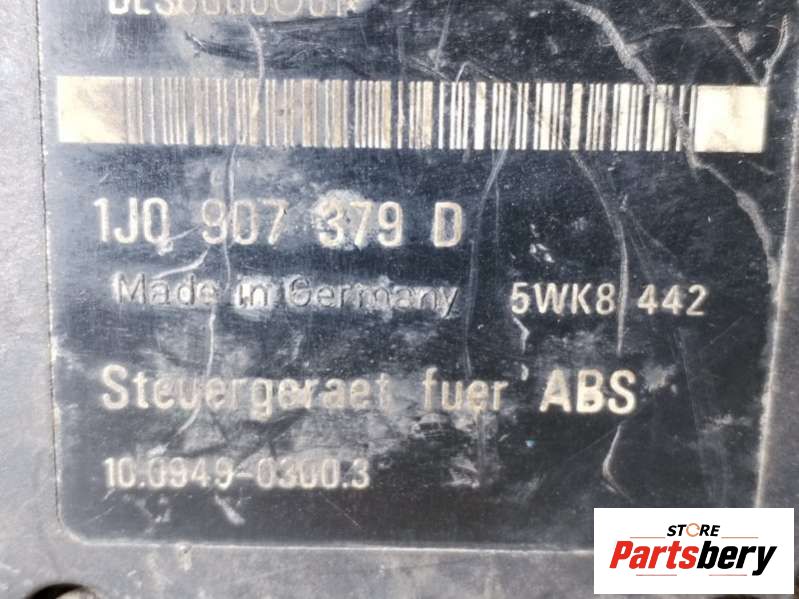 1J0 907 379 D
Made in Germany 5WK8 442
Steuergeraet fuer ABS
10.0949-0300.3
STORE
Partsbery